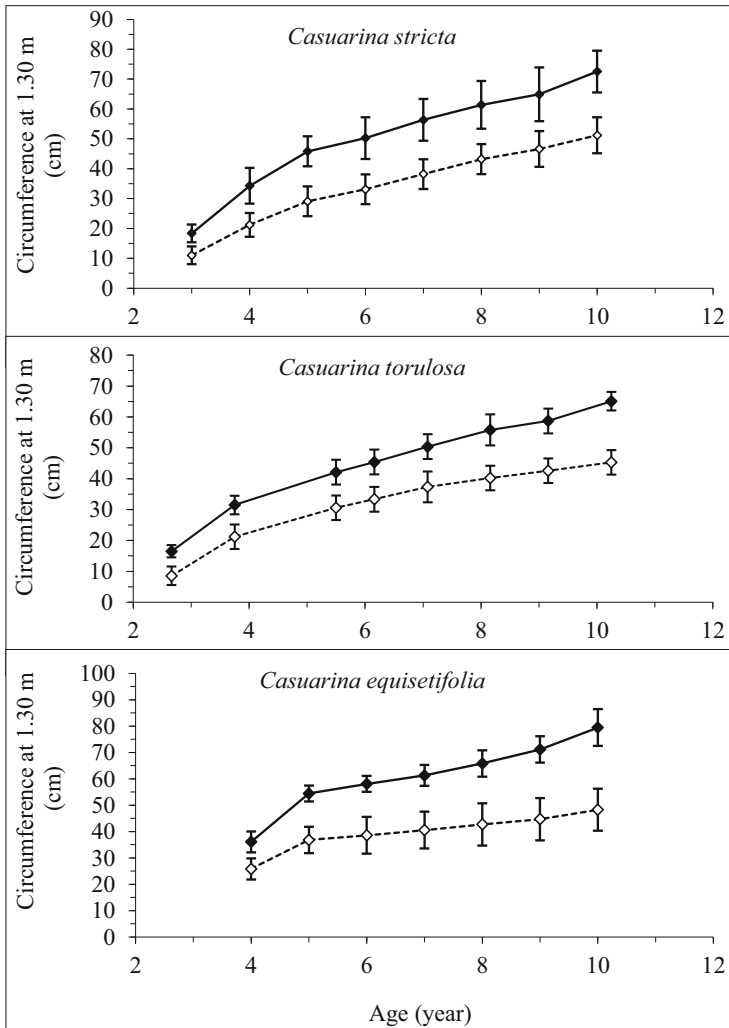 Casuarina stricta
Circumference at 1.30 m
(cm)
90
80
70
60
50
40
30
20
10
0
2 4 6 8 10 12
Casuarina torulosa
Circumference at 1.30 m
(cm)
80
70
60
50
40
30
20
10
0
2 4 6 8 10 12
Casuarina equisetifolia
Circumference at 1.30 m
(cm)
100
90
80
70
60
50
40
30
20
10
0
2 4 6 8 10 12
Age (year)